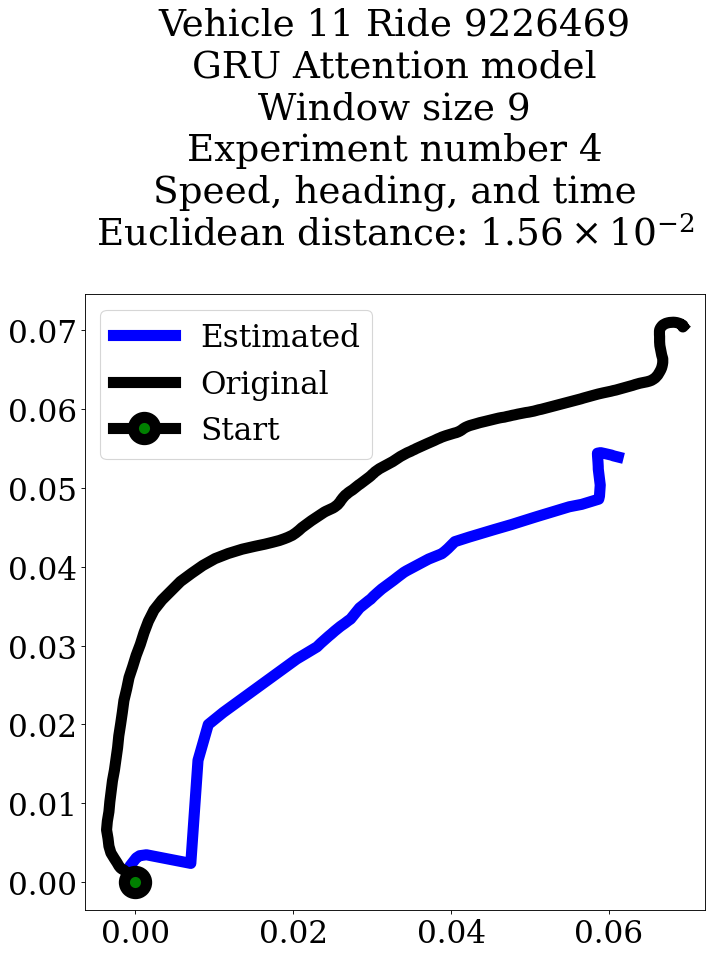 Vehicle 11 Ride 9226469
GRU Attention model
Window size 9
Experiment number 4
Speed, heading, and time
Euclidean distance: 1.56 × 10⁻²
Estimated
Original
Start
0.07
0.06
0.05
0.04
0.03
0.02
0.01
0.00
0.00 0.02 0.04 0.06